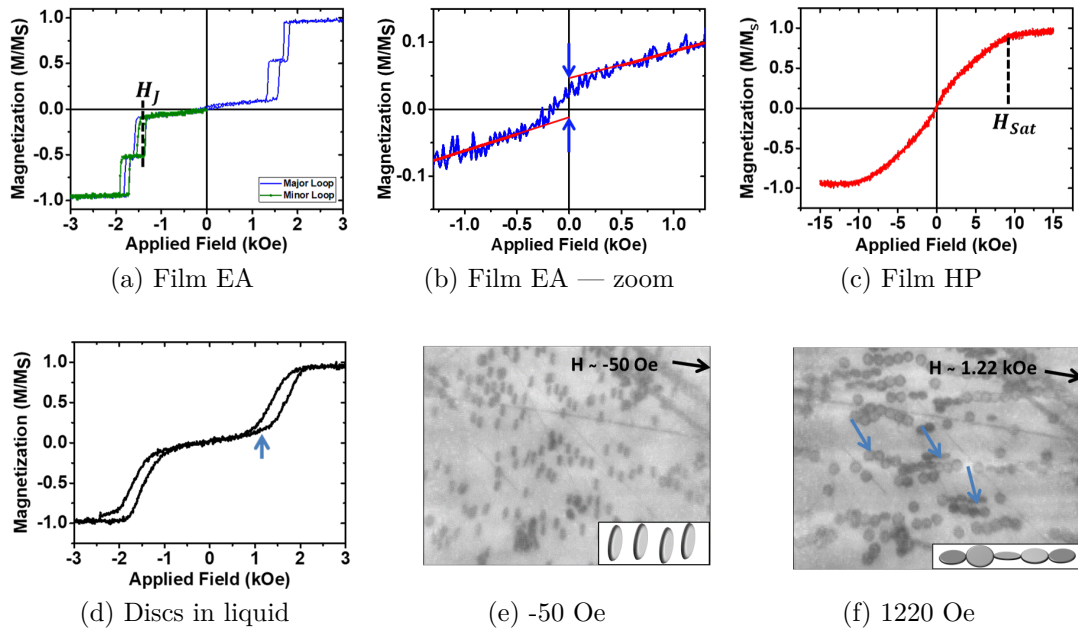 Magnetization (M/MS)
1.0
0.5
0.0
-0.5
-1.0
HJ
Major Loop
Minor Loop
-3 -2 -1 0 1 2 3
Applied Field (kOe)
(a) Film EA
Magnetization (M/MS)
0.1
0.0
-0.1
-1.0 -0.5 0.0 0.5 1.0
Applied Field (kOe)
(b) Film EA — zoom
Magnetization (M/MS)
1.0
0.5
0.0
-0.5
-1.0
HSat
-15 -10 -5 0 5 10 15
Applied Field (kOe)
(c) Film HP
Magnetization (M/MS)
1.0
0.5
0.0
-0.5
-1.0
-3 -2 -1 0 1 2 3
Applied Field (kOe)
(d) Discs in liquid
H ~ -50 Oe
(e) -50 Oe
H ~ 1.22 kOe
(f) 1220 Oe